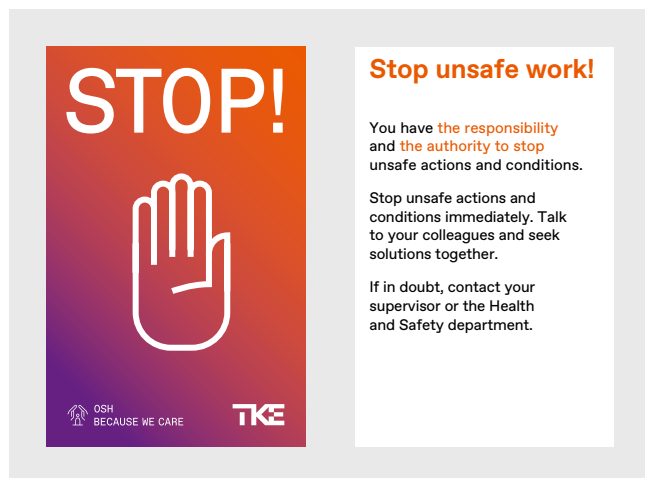 STOP!
OSH
BECAUSE WE CARE
TKE
Stop unsafe work!
You have the responsibility
and the authority to stop
unsafe actions and conditions.
Stop unsafe actions and
conditions immediately. Talk
to your colleagues and seek
solutions together.
If in doubt, contact your
supervisor or the Health
and Safety department.